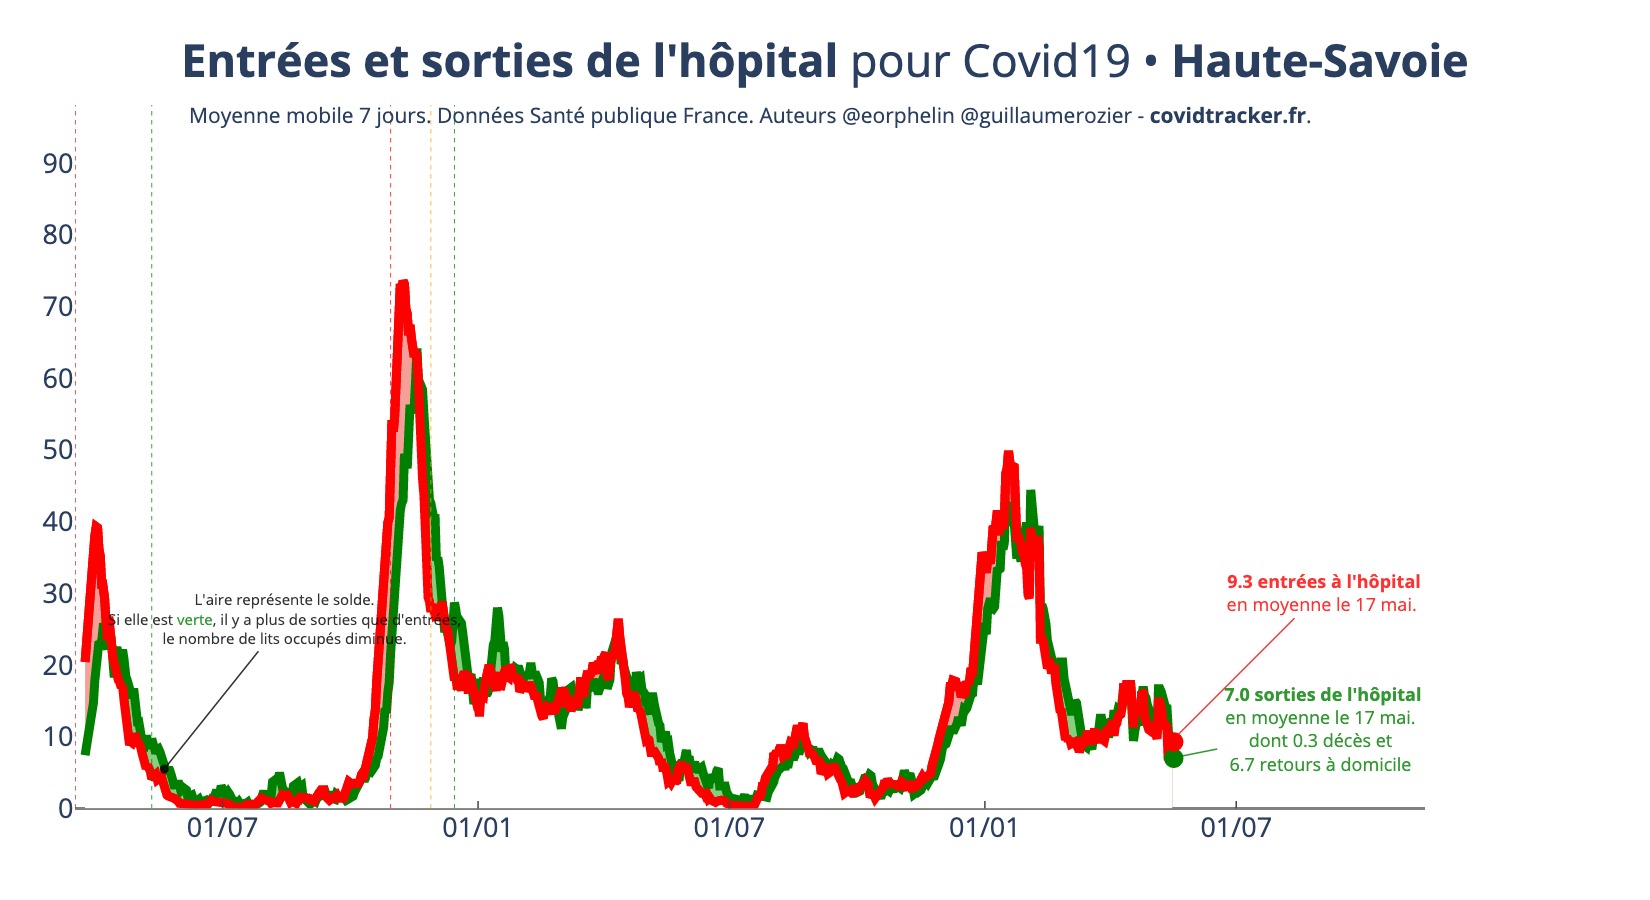 Entrées et sorties de l'hôpital pour Covid19 • Haute-Savoie
Moyenne mobile 7 jours. Données Santé publique France. Auteurs @eorphelin @guillaumerozier - covidtracker.fr.
90
80
70
60
50
40
30
20
10
0
L'aire représente le solde.
Si elle est verte, il y a plus de sorties que d'entrées,
le nombre de lits occupés diminue.
9.3 entrées à l'hôpital
en moyenne le 17 mai.
7.0 sorties de l'hôpital
en moyenne le 17 mai.
dont 0.3 décès et
6.7 retours à domicile
01/07
01/01
01/07
01/01
01/07